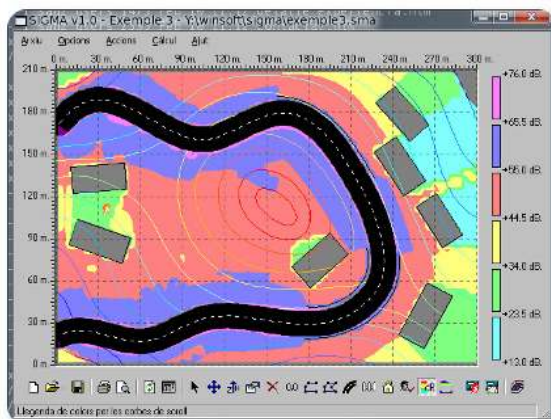 SIGMA v1.0 - Exemple 3 - Y:\winsoft\sigma\exemple3.sma
Arxiu Opcions Accions Càlcul Ajut
0 m. 30 m. 60 m. 90 m. 120 m. 150 m. 180 m. 210 m. 240 m. 270 m. 300 m.
210 m
180 m
150 m
120 m
90 m
60 m
30 m
0 m
+76.0 dB.
+65.5 dB.
+55.0 dB.
+44.5 dB.
+34.0 dB.
+23.5 dB.
+13.0 dB.
Llegenda de colors per les corbes de soroll